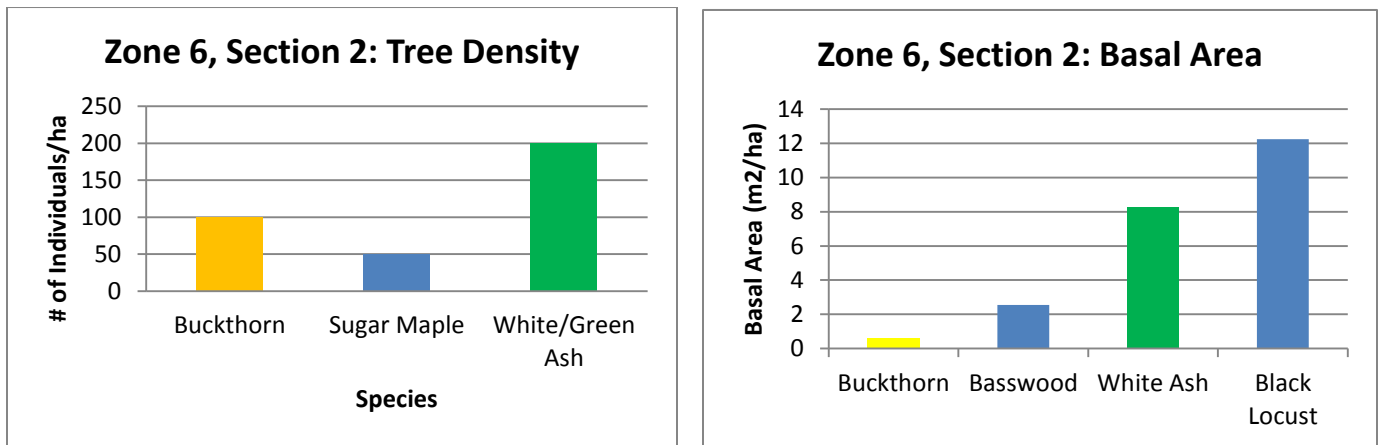 Zone 6, Section 2: Tree Density
# of Individuals/ha
250
200
150
100
50
0
Buckthorn Sugar Maple White/Green
Ash
Species
Zone 6, Section 2: Basal Area
Basal Area (m2/ha)
14
12
10
8
6
4
2
0
Buckthorn Basswood White Ash Black
Locust